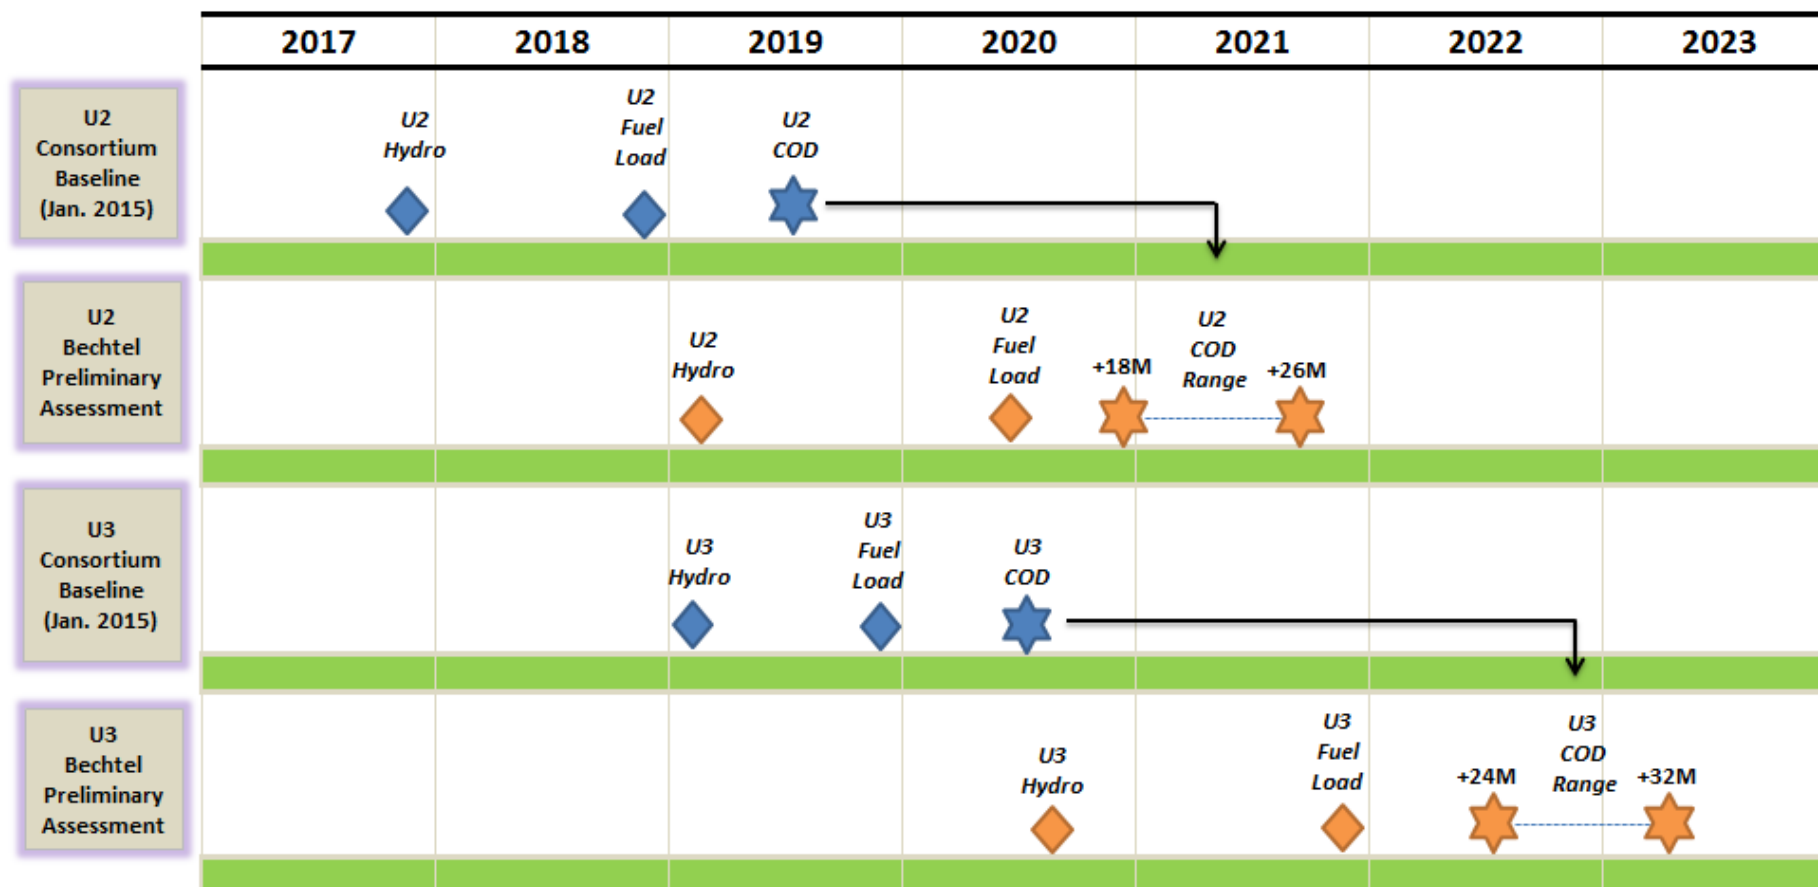 2017 2018 2019 2020 2021 2022 2023
U2
Consortium
Baseline
(Jan. 2015)
U2
Hydro
U2
Fuel
Load
U2
COD
U2
Bechtel
Preliminary
Assessment
U2
Hydro
U2
Fuel
Load
+18M
U2
COD
Range
+26M
U3
Consortium
Baseline
(Jan. 2015)
U3
Hydro
U3
Fuel
Load
U3
COD
U3
Bechtel
Preliminary
Assessment
U3
Hydro
U3
Fuel
Load
+24M
U3
COD
Range
+32M